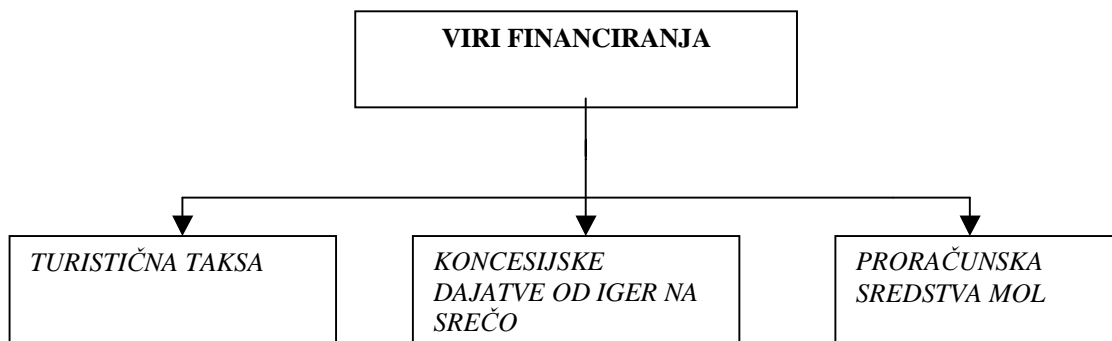 VIRI FINANCIRANJA
TURISTIČNA TAKSA
KONCESIJSKE
DAJATVE OD IGER NA
SREČO
PRORAČUNSKA
SREDSTVA MOL